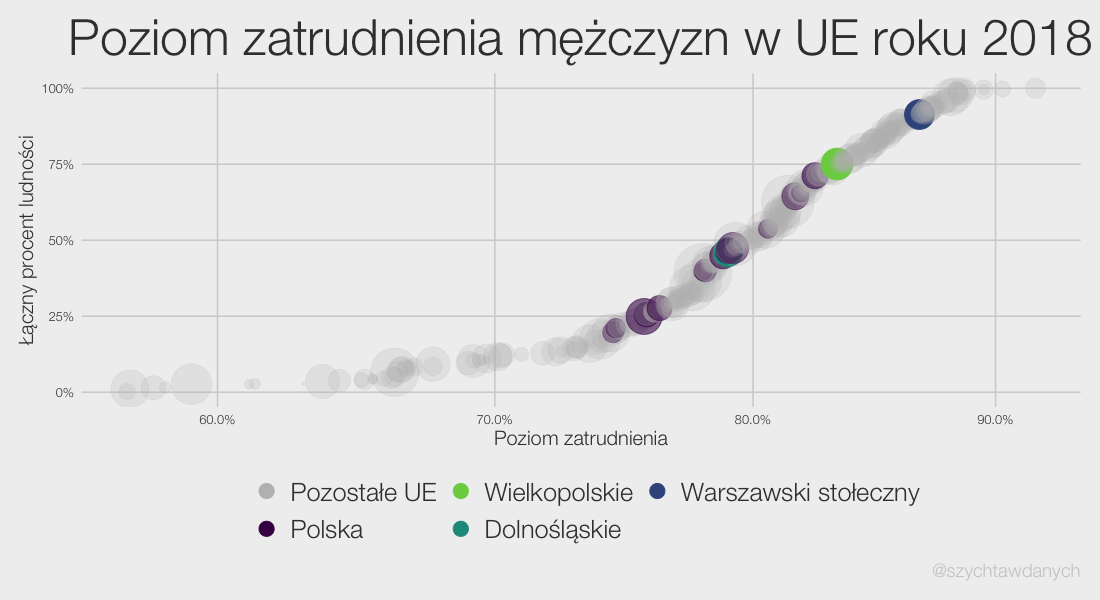 Poziom zatrudnienia mężczyzn w UE roku 2018
Łączny procent ludności
100%
75%
50%
25%
0%
60.0%
70.0%
80.0%
90.0%
Poziom zatrudnienia
Pozostałe UE
Wielkopolskie
Warszawski stołeczny
Polska
Dolnośląskie
@szychtawdanych